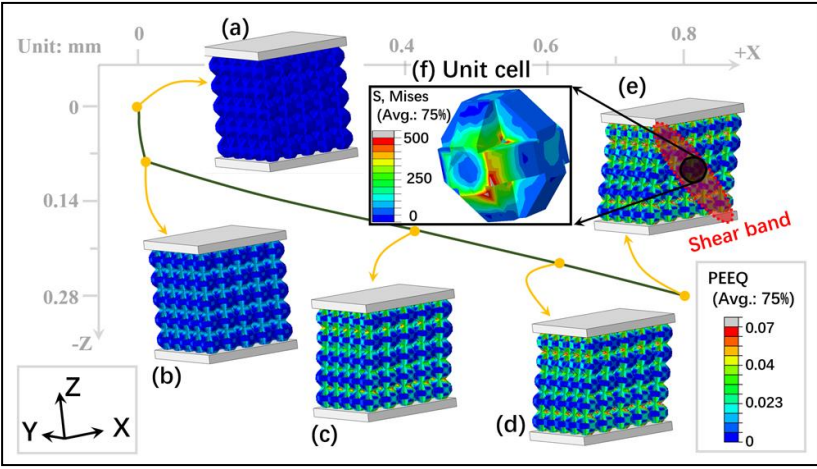 Unit: mm
0
0.4
0.6
0.8
+X
(a)
(f) Unit cell
(e)
S, Mises
(Avg.: 75%)
500
250
0
0
0.14
0.28
-Z
Shear band
(b)
(c)
(d)
PEEQ
(Avg.: 75%)
0.07
0.04
0.023
0
Z
Y
X